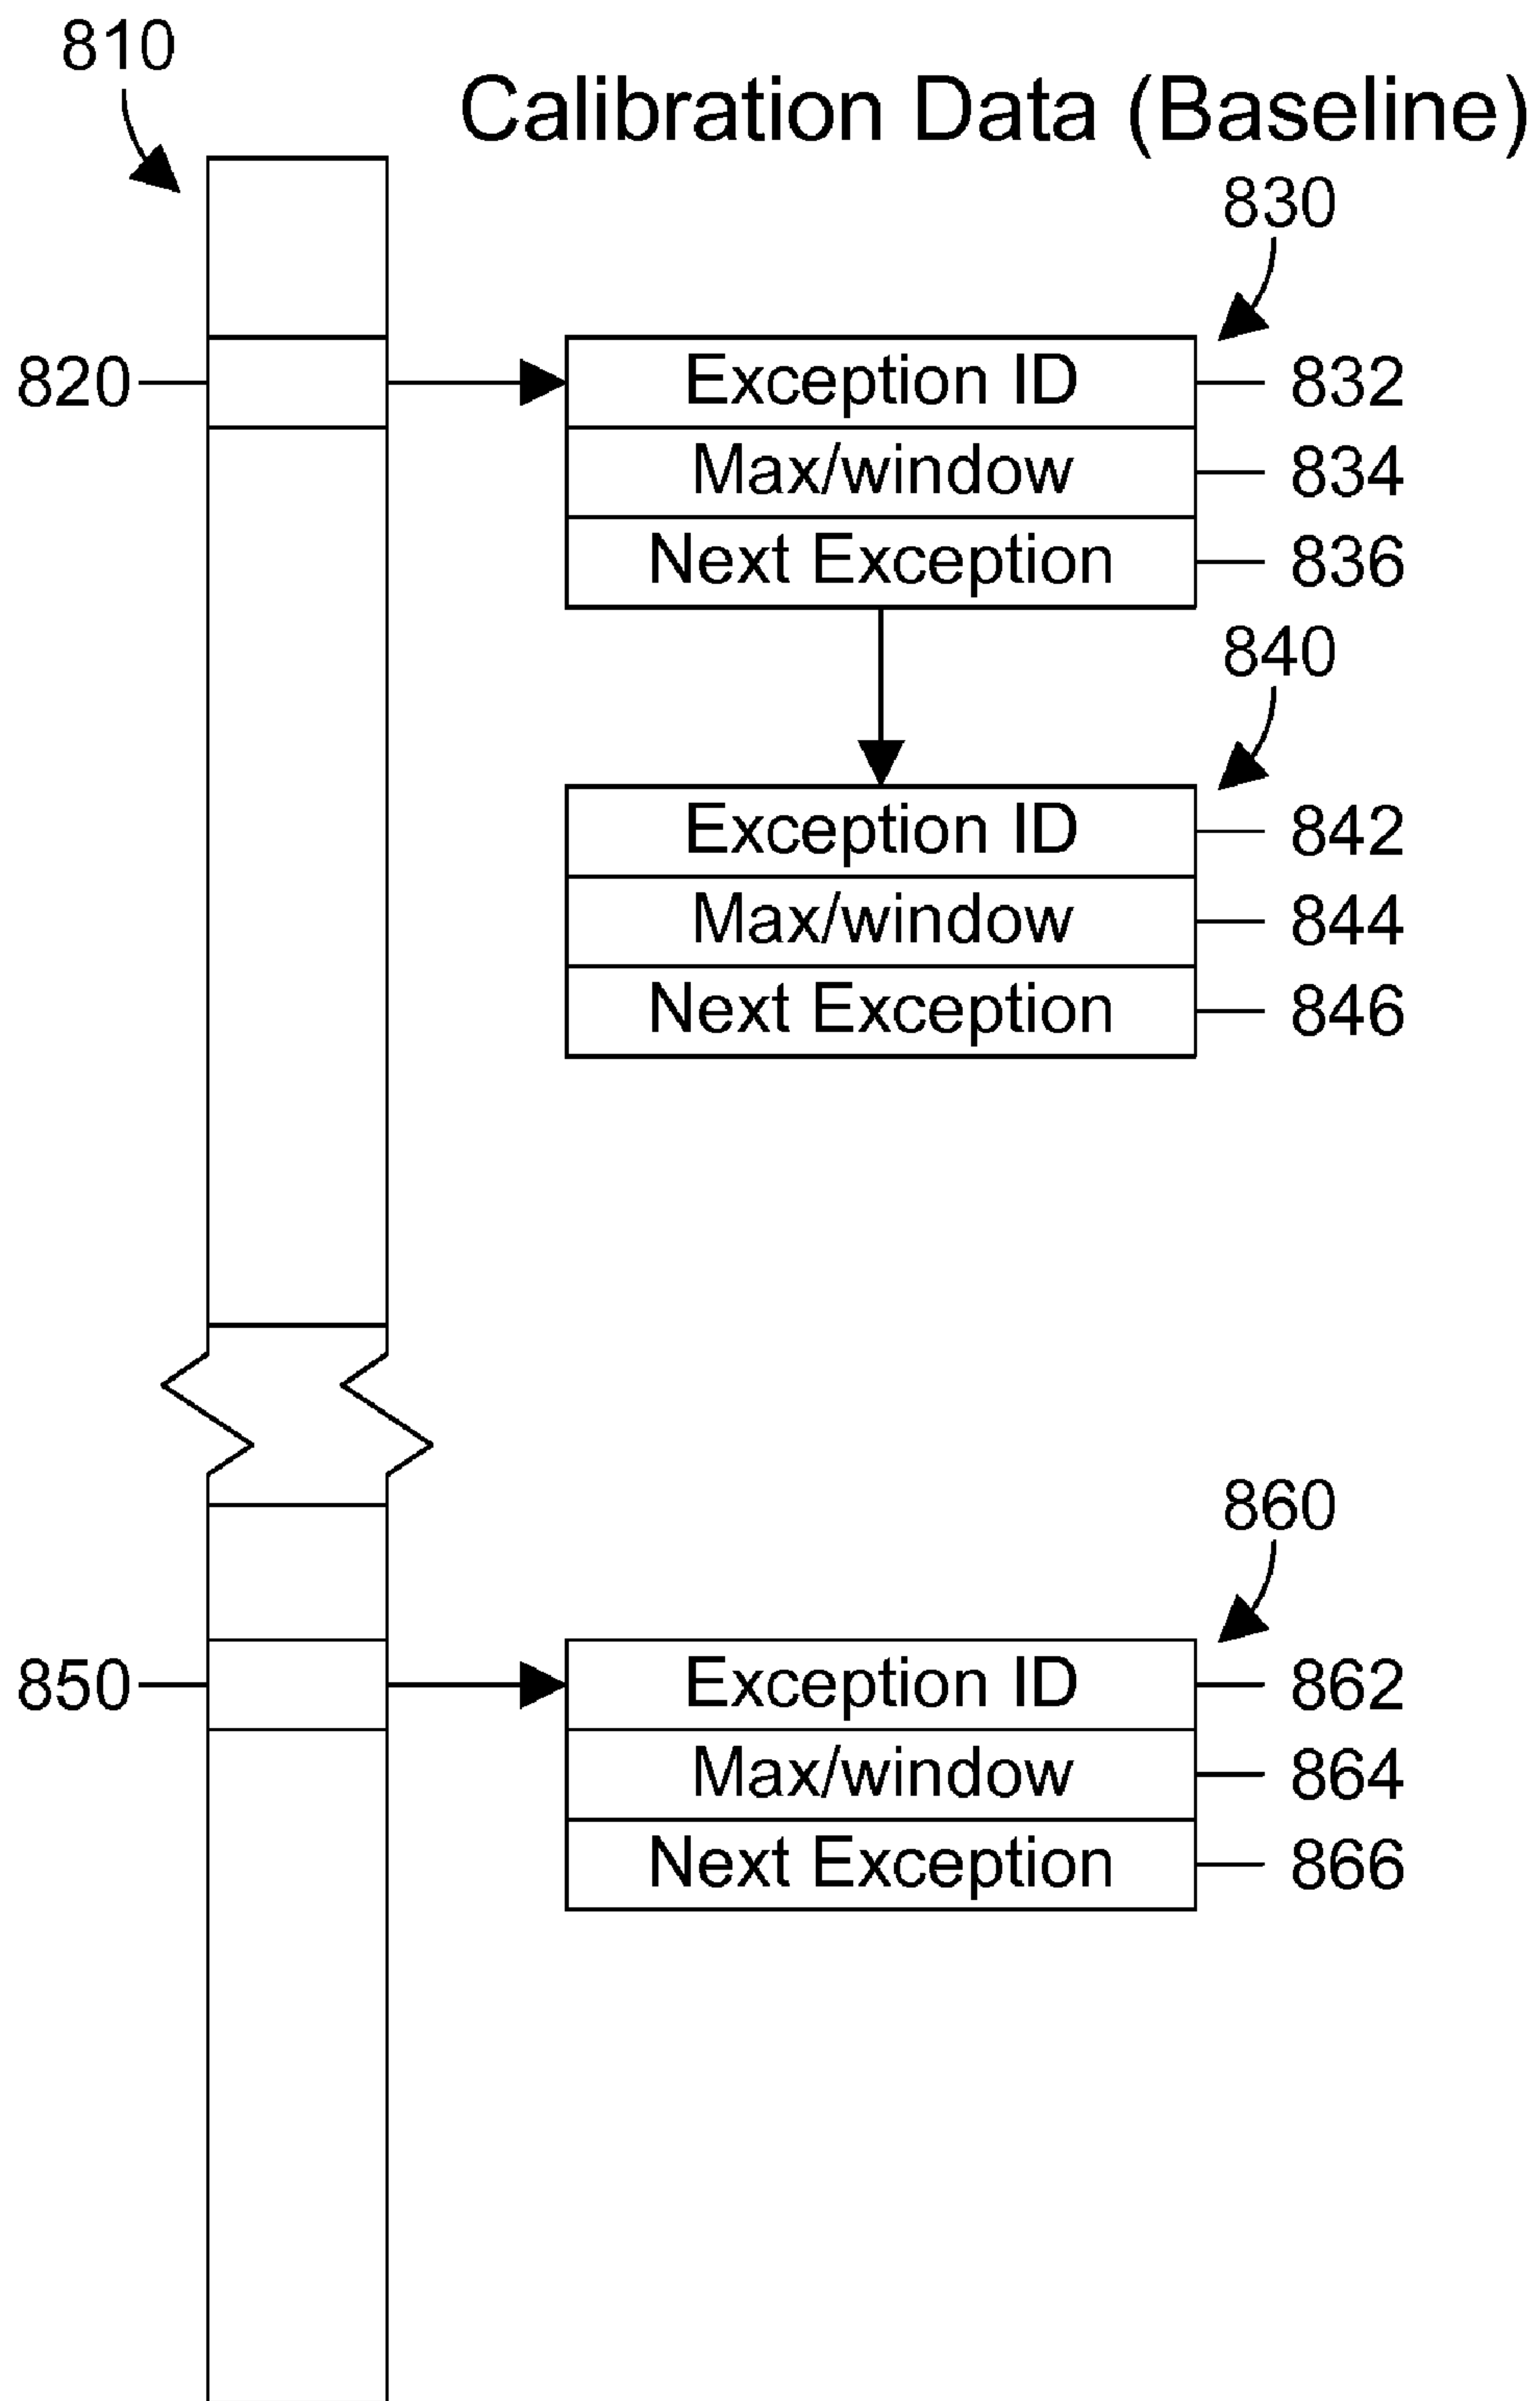 810
Calibration Data (Baseline)
830
820
Exception ID
832
Max/window
834
Next Exception
836
840
Exception ID
842
Max/window
844
Next Exception
846
860
850
Exception ID
862
Max/window
864
Next Exception
866